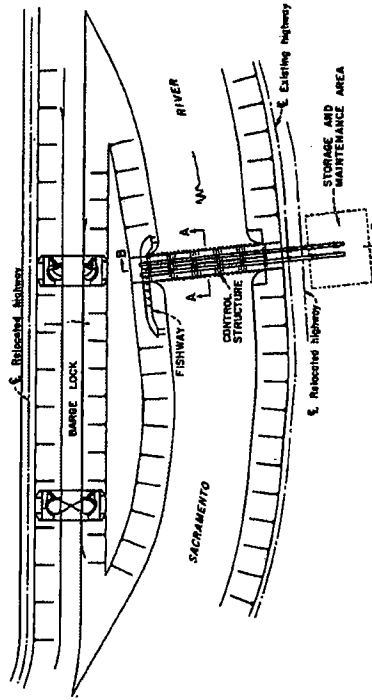 ℄ Relocated highway
BARGE LOCK
SACRAMENTO
RIVER
FISHWAY
CONTROL
STRUCTURE
A
A
B
℄ Existing highway
STORAGE AND
MAINTENANCE AREA
℄ Relocated highway